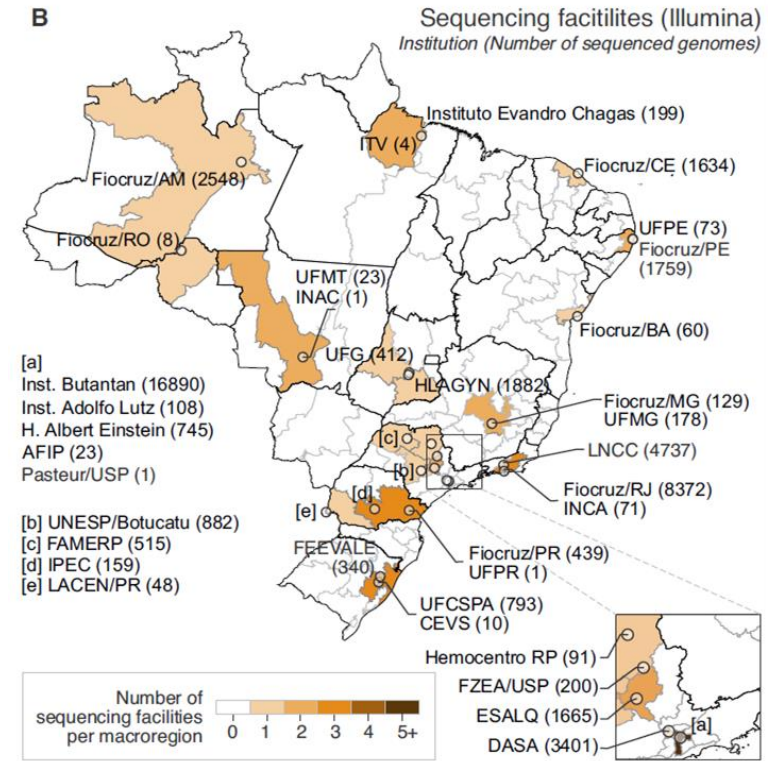 B
Sequencing facitilites (Illumina)
Institution (Number of sequenced genomes)
Instituto Evandro Chagas (199)
ITV (4)
Fiocruz/CE (1634)
Fiocruz/AM (2548)
UFPE (73)
Fiocruz/PE
(1759)
Fiocruz/RO (8)
UFMT (23)
INAC (1)
Fiocruz/BA (60)
UFG (412)
HLAGYN (1882)
[a]
Inst. Butantan (16890)
Inst. Adolfo Lutz (108)
H. Albert Einstein (745)
AFIP (23)
Pasteur/USP (1)
Fiocruz/MG (129)
UFMG (178)
[c]
LNCC (4737)
[b]
Fiocruz/RJ (8372)
INCA (71)
[d]
[e]
[b] UNESP/Botucatu (882)
[c] FAMERP (515)
[d] IPEC (159)
[e] LACEN/PR (48)
FEEVALE
(340)
Fiocruz/PR (439)
UFPR (1)
UFCSPA (793)
CEVS (10)
Hemocentro RP (91)
FZEA/USP (200)
ESALQ (1665)
[a]
DASA (3401)
Number of
sequencing facilities
per macroregion
0 1 2 3 4 5+